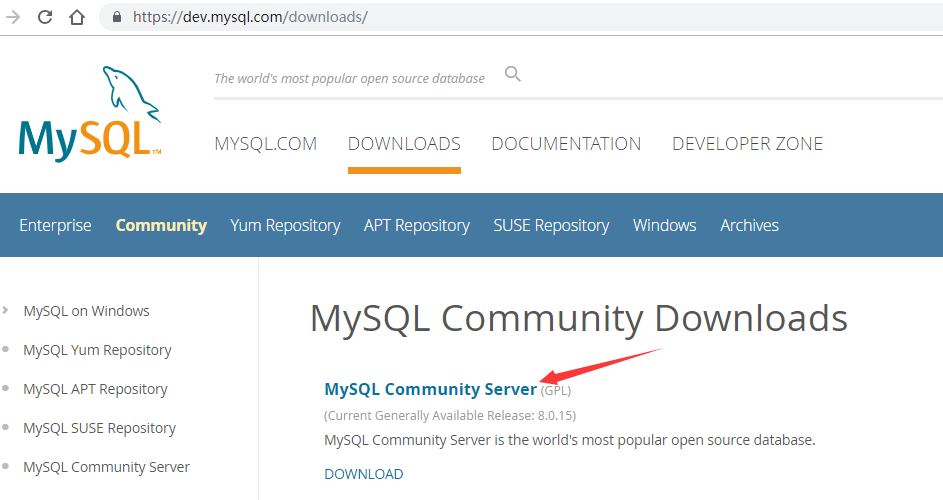 https://dev.mysql.com/downloads/
The world's most popular open source database
MySQL™
MYSQL.COM DOWNLOADS DOCUMENTATION DEVELOPER ZONE
Enterprise Community Yum Repository APT Repository SUSE Repository Windows Archives
MySQL on Windows
MySQL Yum Repository
MySQL APT Repository
MySQL SUSE Repository
MySQL Community Server
MySQL Community Downloads
MySQL Community Server (GPL)
(Current Generally Available Release: 8.0.15)
MySQL Community Server is the world's most popular open source database.
DOWNLOAD